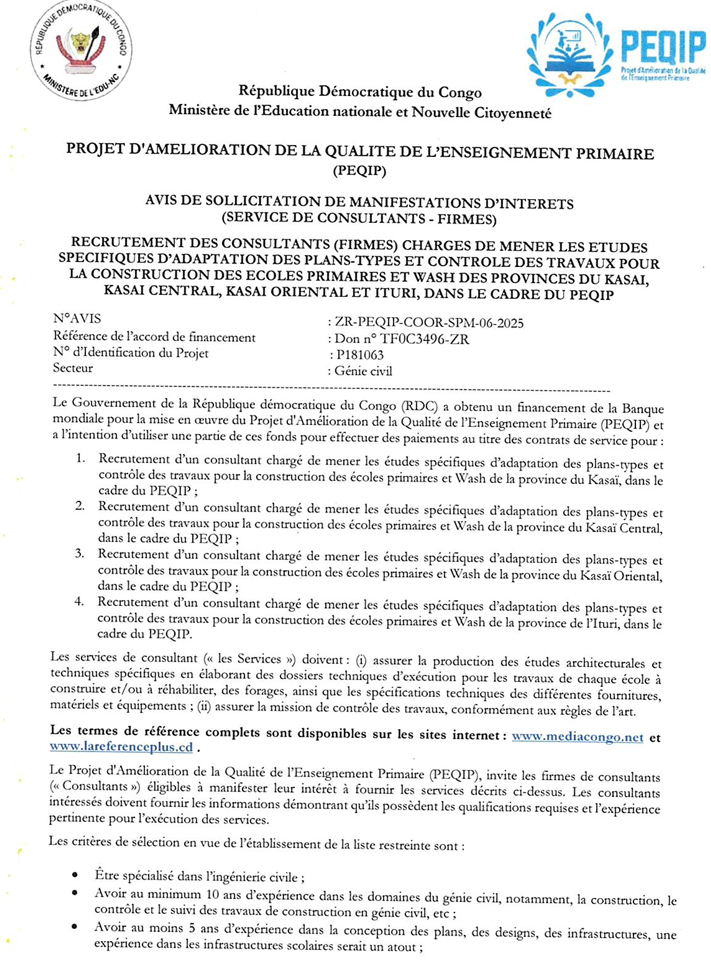 RÉPUBLIQUE DÉMOCRATIQUE DU CONGO
MINISTÈRE DE L'EDU-NC
PEQIP
Projet d'Amélioration de la Qualité
de l'Enseignement Primaire
République Démocratique du Congo
Ministère de l'Education nationale et Nouvelle Citoyenneté
PROJET D'AMELIORATION DE LA QUALITE DE L'ENSEIGNEMENT PRIMAIRE
(PEQIP)
AVIS DE SOLLICITATION DE MANIFESTATIONS D'INTERETS
(SERVICE DE CONSULTANTS - FIRMES)
RECRUTEMENT DES CONSULTANTS (FIRMES) CHARGES DE MENER LES ETUDES
SPECIFIQUES D'ADAPTATION DES PLANS-TYPES ET CONTROLE DES TRAVAUX POUR
LA CONSTRUCTION DES ECOLES PRIMAIRES ET WASH DES PROVINCES DU KASAI,
KASAI CENTRAL, KASAI ORIENTAL ET ITURI, DANS LE CADRE DU PEQIP
N°AVIS : ZR-PEQIP-COOR-SPM-06-2025
Référence de l'accord de financement : Don n° TF0C3496-ZR
N° d'Identification du Projet : P181063
Secteur : Génie civil
Le Gouvernement de la République démocratique du Congo (RDC) a obtenu un financement de la Banque
mondiale pour la mise en œuvre du Projet d'Amélioration de la Qualité de l'Enseignement Primaire (PEQIP) et
a l'intention d'utiliser une partie de ces fonds pour effectuer des paiements au titre des contrats de service pour :
1. Recrutement d'un consultant chargé de mener les études spécifiques d'adaptation des plans-types et
contrôle des travaux pour la construction des écoles primaires et Wash de la province du Kasaï, dans le
cadre du PEQIP ;
2. Recrutement d'un consultant chargé de mener les études spécifiques d'adaptation des plans-types et
contrôle des travaux pour la construction des écoles primaires et Wash de la province du Kasaï Central,
dans le cadre du PEQIP ;
3. Recrutement d'un consultant chargé de mener les études spécifiques d'adaptation des plans-types et
contrôle des travaux pour la construction des écoles primaires et Wash de la province du Kasaï Oriental,
dans le cadre du PEQIP ;
4. Recrutement d'un consultant chargé de mener les études spécifiques d'adaptation des plans-types et
contrôle des travaux pour la construction des écoles primaires et Wash de la province de l'Ituri, dans le
cadre du PEQIP.
Les services de consultant (« les Services ») doivent : (i) assurer la production des études architecturales et
techniques spécifiques en élaborant des dossiers techniques d'exécution pour les travaux de chaque école à
construire et/ou à réhabiliter, des forages, ainsi que les spécifications techniques des différentes fournitures,
matériels et équipements ; (ii) assurer la mission de contrôle des travaux, conformément aux règles de l'art.
Les termes de référence complets sont disponibles sur les sites internet : www.mediacongo.net et
www.lareferenceplus.cd .
Le Projet d'Amélioration de la Qualité de l'Enseignement Primaire (PEQIP), invite les firmes de consultants
(« Consultants ») éligibles à manifester leur intérêt à fournir les services décrits ci-dessus. Les consultants
intéressés doivent fournir les informations démontrant qu'ils possèdent les qualifications requises et l'expérience
pertinente pour l'exécution des services.
Les critères de sélection en vue de l'établissement de la liste restreinte sont :
• Être spécialisé dans l'ingénierie civile ;
• Avoir au minimum 10 ans d'expérience dans les domaines du génie civil, notamment, la construction, le
contrôle et le suivi des travaux de construction en génie civil, etc ;
• Avoir au moins 5 ans d'expérience dans la conception des plans, des designs, des infrastructures, une
expérience dans les infrastructures scolaires serait un atout ;